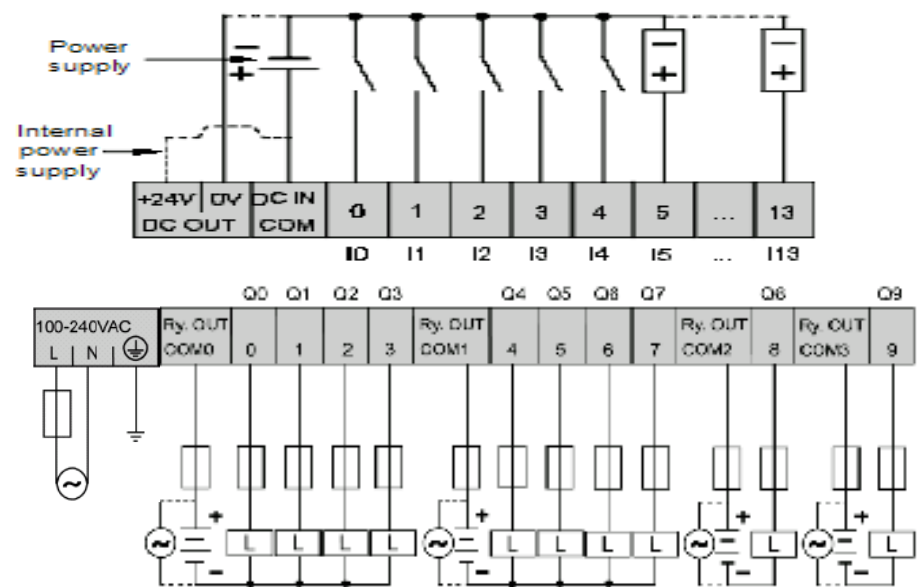 Power
supply
− +
Internal
power
supply
− +
− +
+24V 0V DC IN
DC OUT COM
0 1 2 3 4 5 ... 13
I0 I1 I2 I3 I4 I5 ... I13
Q0 Q1 Q2 Q3 Q4 Q5 Q6 Q7 Q8 Q9
100-240VAC
L N
Ry. OUT
COM0 0 1 2 3
Ry. OUT
COM1 4 5 6 7
Ry. OUT
COM2 8
Ry. OUT
COM3 9
~
~ + − L L L L
~ + − L L L L
~ + − L
~ + − L